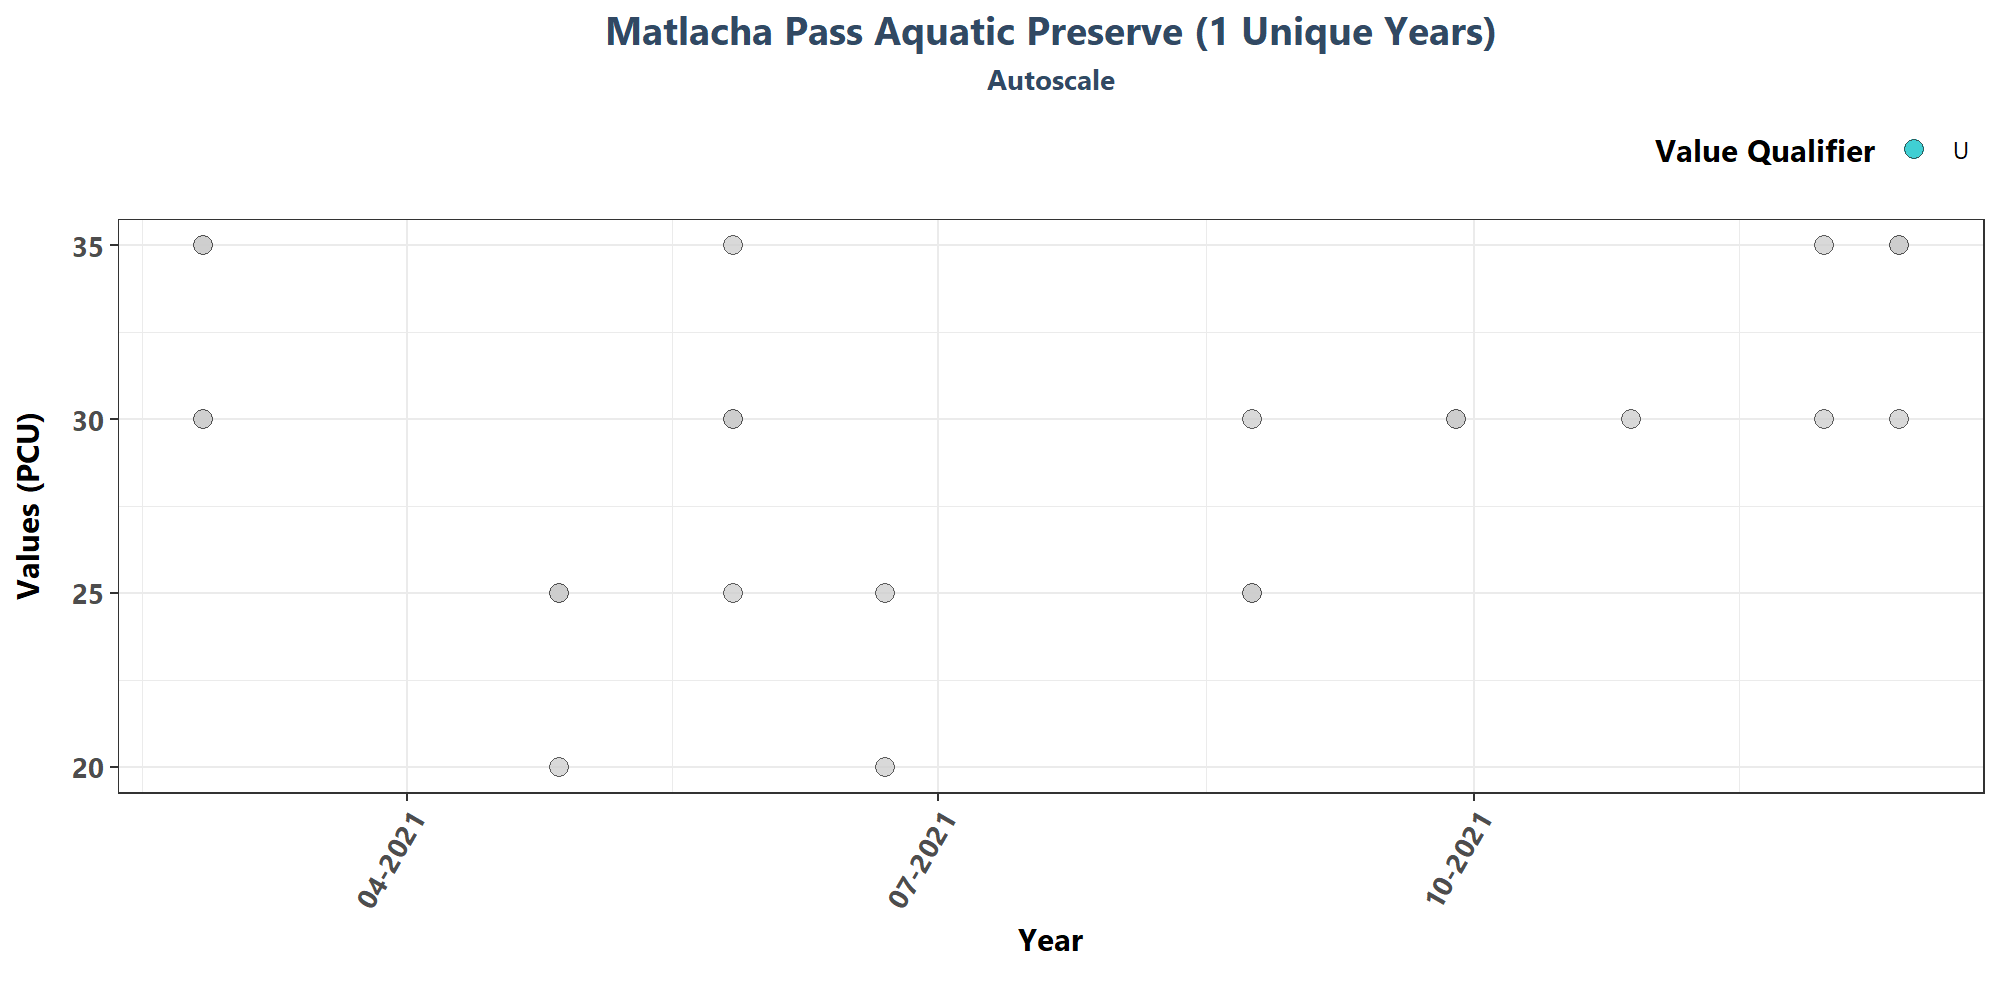 Matlacha Pass Aquatic Preserve (1 Unique Years)
Autoscale
Value Qualifier U
35
30
25
20
Values (PCU)
04-2021
07-2021
10-2021
Year